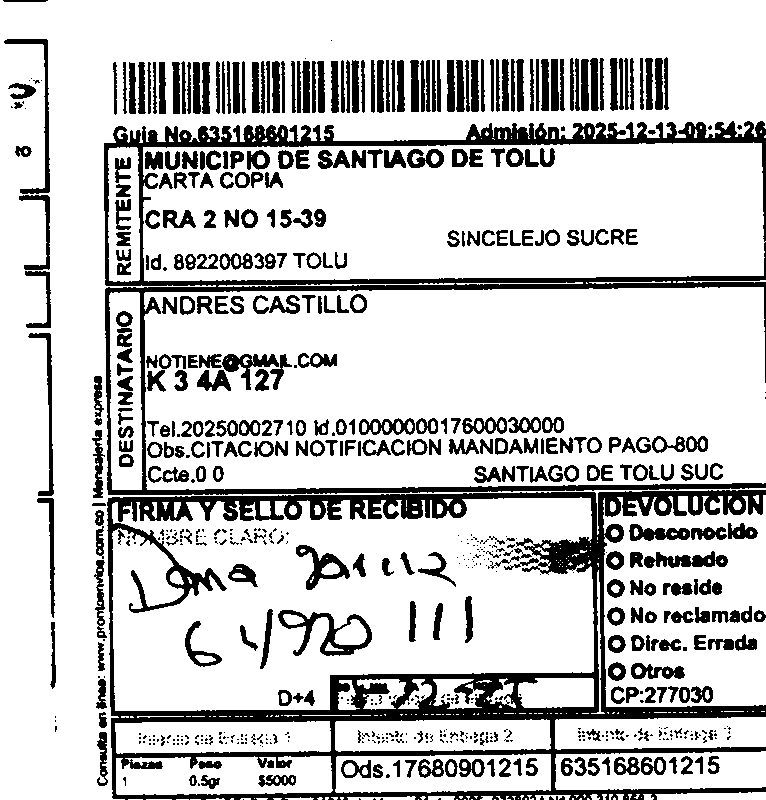 Guia No.635168601215 Admisión: 2025-12-13-09:54:26
REMITENTE
MUNICIPIO DE SANTIAGO DE TOLU
CARTA COPIA
CRA 2 NO 15-39
SINCELEJO SUCRE
Id. 8922008397 TOLU
DESTINATARIO
ANDRES CASTILLO
NOTIENE@GMAIL.COM
K 3 4A 127
Tel.20250002710 id.01000000017600030000
Obs.CITACION NOTIFICACION MANDAMIENTO PAGO-800
Ccte.0 0 SANTIAGO DE TOLU SUC
Consulta en linea: www.prontoenvios.com.co | Mensajeria expresa
FIRMA Y SELLO DE RECIBIDO
NOMBRE CLARO:
64920 111
D+4
DEVOLUCION
Desconocido
Rehusado
No reside
No reclamado
Direc. Errada
Otros
CP:277030
Intento de Entrega 1 Intento de Entrega 2 Intento de Entrega 3
Piezas Peso Valor
1 0.5gr $5000
Ods.17680901215 635168601215